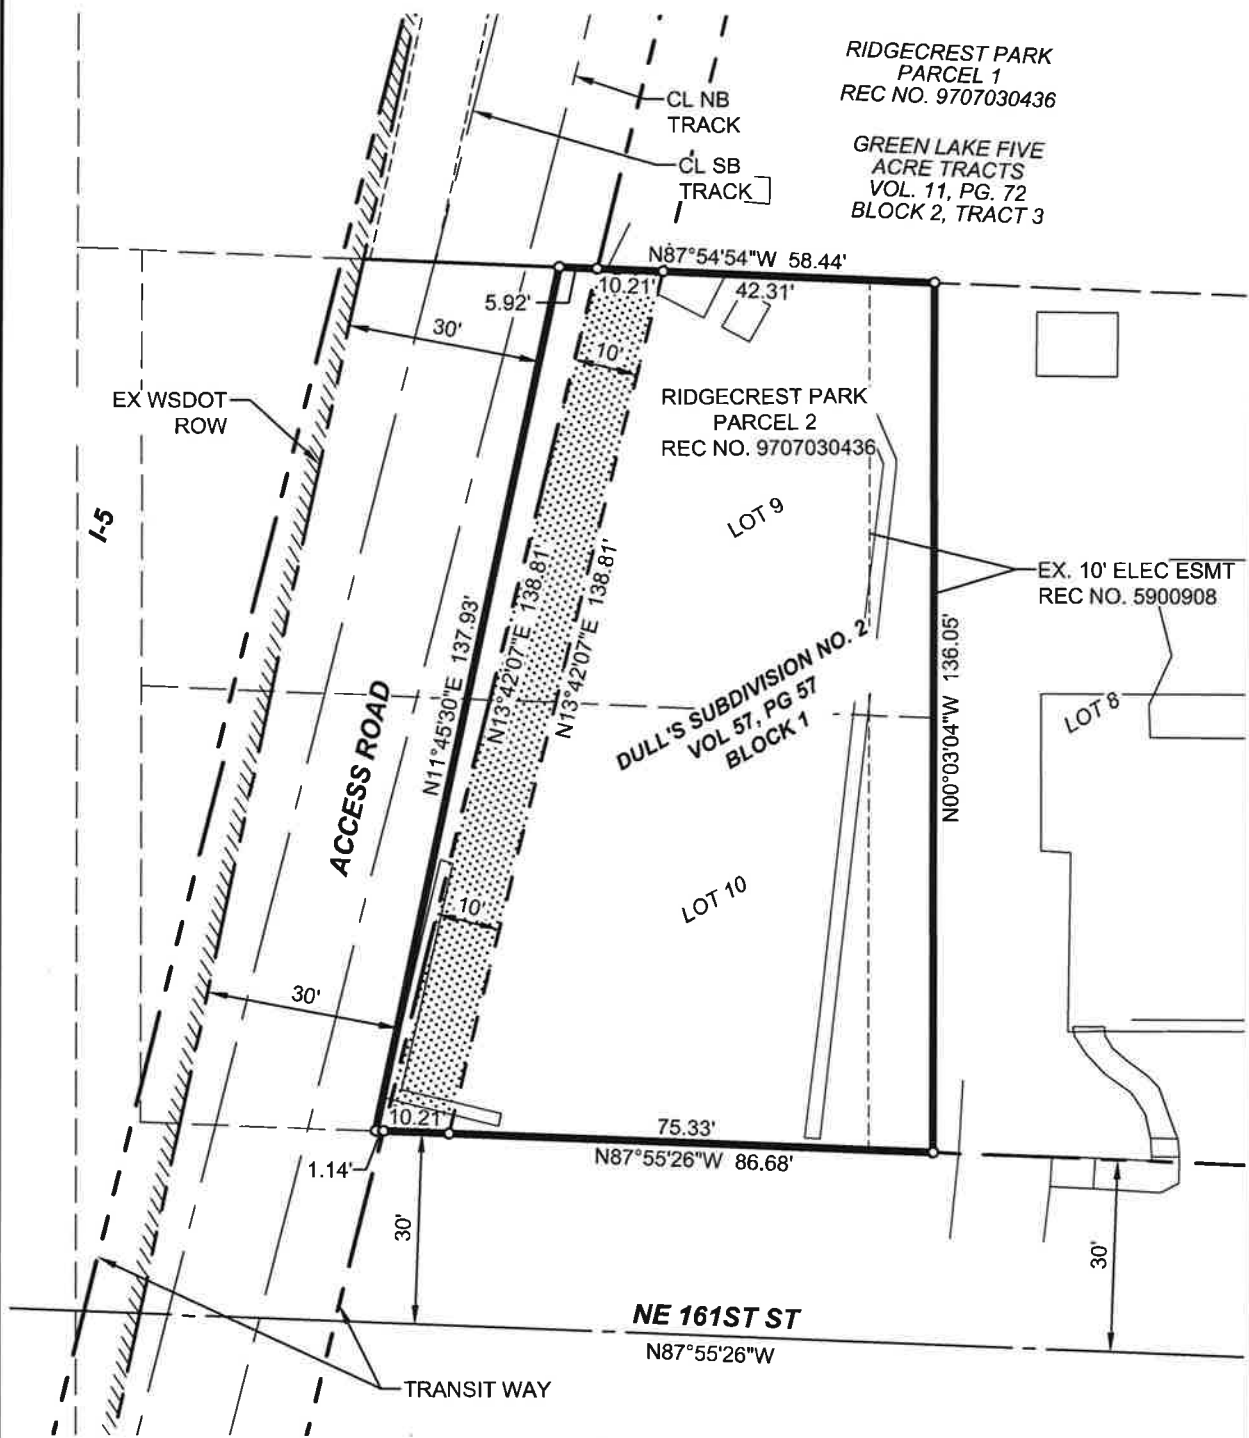 RIDGECREST PARK
PARCEL 1
REC NO. 9707030436
CL NB
TRACK
GREEN LAKE FIVE
ACRE TRACTS
VOL. 11, PG. 72
BLOCK 2, TRACT 3
CL SB
TRACK
N87°54'54"W 58.44'
5.92'
10.21'
42.31'
30'
10'
EX WSDOT
ROW
RIDGECREST PARK
PARCEL 2
REC NO. 9707030436
I-5
LOT 9
EX. 10' ELEC ESMT
REC NO. 5900908
N11°45'30"E 137.93'
N13°42'07"E 138.81'
N13°42'07"E 138.81'
DULL'S SUBDIVISION NO. 2
VOL 57, PG 57
BLOCK 1
N00°03'04"W 136.05'
LOT 8
ACCESS ROAD
LOT 10
10'
30'
10.21'
75.33'
N87°55'26"W 86.68'
1.14'
30'
30'
NE 161ST ST
N87°55'26"W
TRANSIT WAY